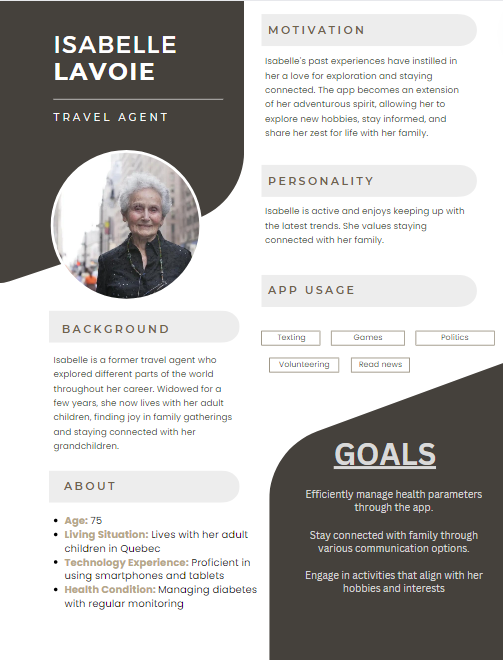 ISABELLE
LAVOIE
TRAVEL AGENT
BACKGROUND
Isabelle is a former travel agent who
explored different parts of the world
throughout her career. Widowed for a
few years, she now lives with her adult
children, finding joy in family gatherings
and staying connected with her
grandchildren.
ABOUT
• Age: 75
• Living Situation: Lives with her adult
children in Quebec
• Technology Experience: Proficient in
using smartphones and tablets
• Health Condition: Managing diabetes
with regular monitoring
MOTIVATION
Isabelle's past experiences have instilled in
her a love for exploration and staying
connected. The app becomes an extension
of her adventurous spirit, allowing her to
explore new hobbies, stay informed, and
share her zest for life with her family.
PERSONALITY
Isabelle is active and enjoys keeping up with
the latest trends. She values staying
connected with her family.
APP USAGE
Texting Games Politics
Volunteering Read news
GOALS
Efficiently manage health parameters
through the app.
Stay connected with family through
various communication options.
Engage in activities that align with her
hobbies and interests